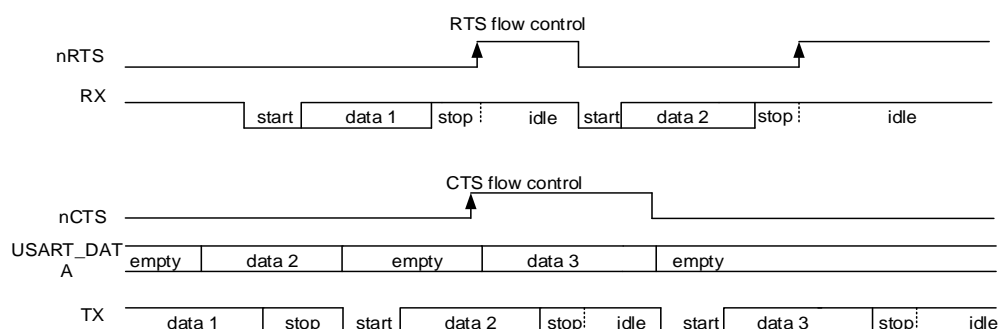 RTS flow control
nRTS
RX
start data 1 stop idle start data 2 stop idle
CTS flow control
nCTS
USART_DAT
A
empty data 2 empty data 3 empty
TX
data 1 stop start data 2 stop idle start data 3 stop idle